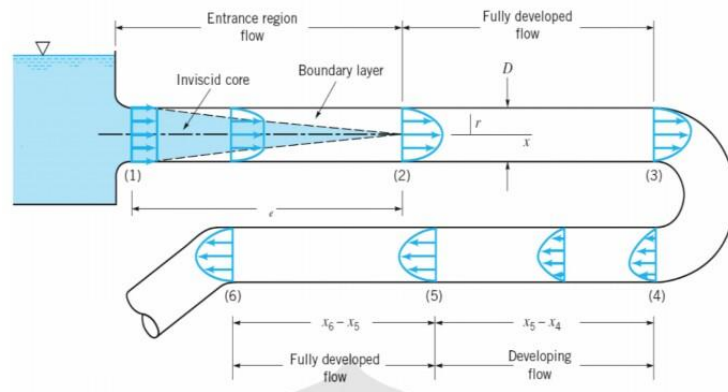 Entrance region
flow
Fully developed
flow
Inviscid core
Boundary layer
D
r
x
(1)
(2)
(3)
(6)
(5)
(4)
x6 – x5
x5 – x4
Fully developed
flow
Developing
flow